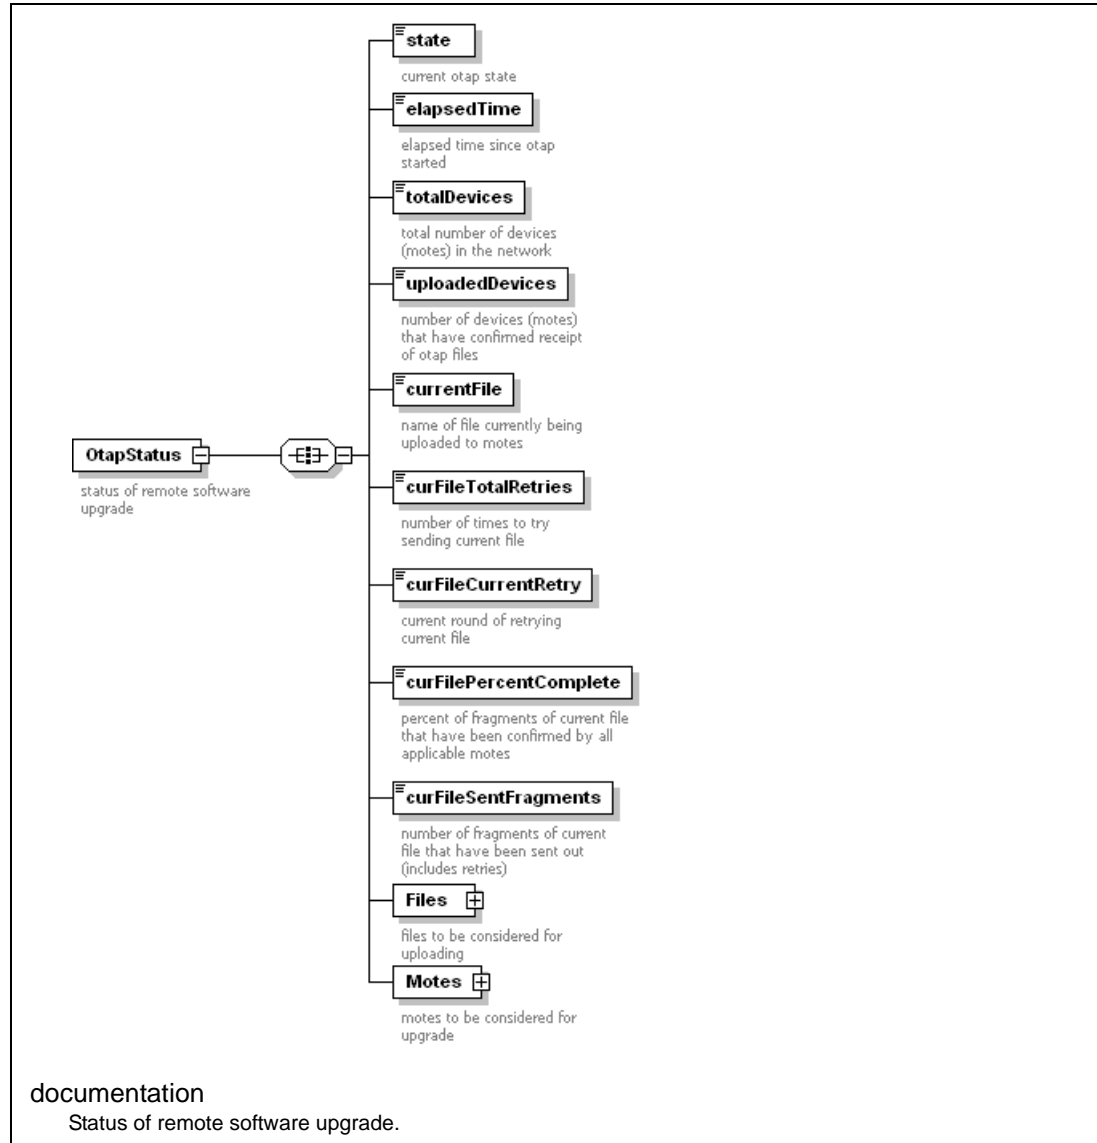 state
current otap state
elapsedTime
elapsed time since otap
started
totalDevices
total number of devices
(motes) in the network
uploadedDevices
number of devices (motes)
that have confirmed receipt
of otap files
currentFile
name of file currently being
uploaded to motes
OtapStatus
status of remote software
upgrade
curFileTotalRetries
number of times to try
sending current file
curFileCurrentRetry
current round of retrying
current file
curFilePercentComplete
percent of fragments of current file
that have been confirmed by all
applicable motes
curFileSentFragments
number of fragments of current
file that have been sent out
(includes retries)
Files
files to be considered for
uploading
Motes
motes to be considered for
upgrade
documentation
Status of remote software upgrade.